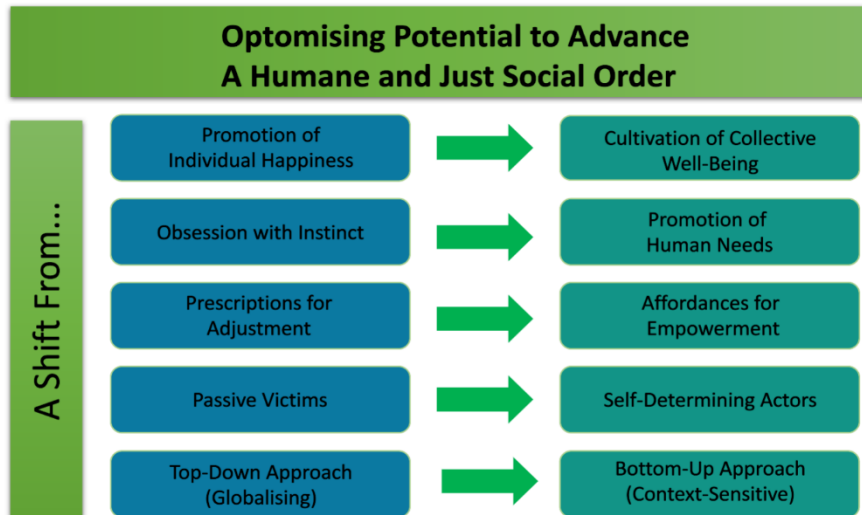 Optomising Potential to Advance
A Humane and Just Social Order
A Shift From...
Promotion of
Individual Happiness
Cultivation of Collective
Well-Being
Obsession with Instinct
Promotion of
Human Needs
Prescriptions for
Adjustment
Affordances for
Empowerment
Passive Victims
Self-Determining Actors
Top-Down Approach
(Globalising)
Bottom-Up Approach
(Context-Sensitive)